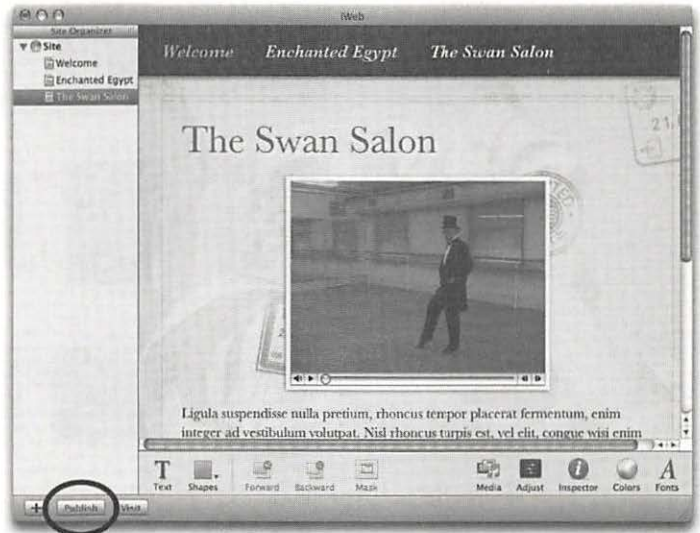 iWeb
Site Organizer
Site
Welcome
Enchanted Egypt
The Swan Salon
Welcome Enchanted Egypt The Swan Salon
21.
The Swan Salon
Ligula suspendisse nulla pretium, rhoncus tempor placerat fermentum, enim
integer ad vestibulum volutpat. Nisl rhoncus turpis est, vel elit, congue wisi enim
T
Text Shapes Forward Backward Mask Media Adjust Inspector Colors Fonts
Publish Visit